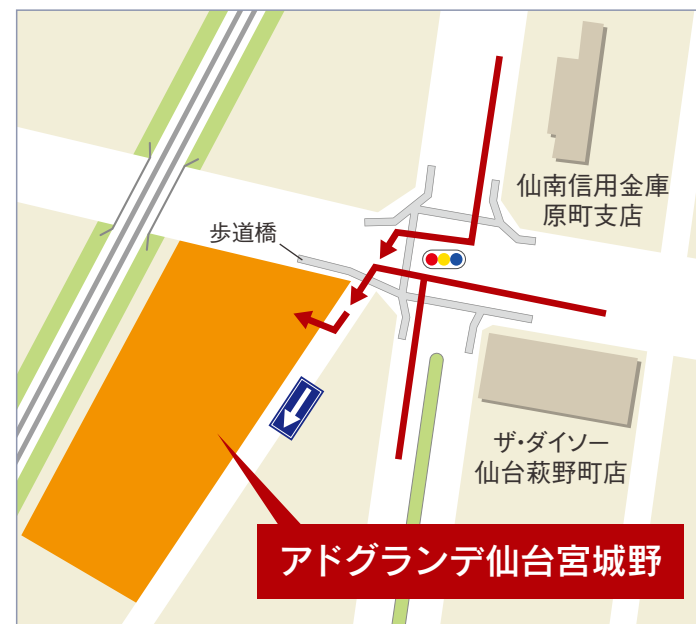 仙南信用金庫
原町支店
歩道橋
ザ・ダイソー
仙台萩野町店
アドグランデ仙台宮城野